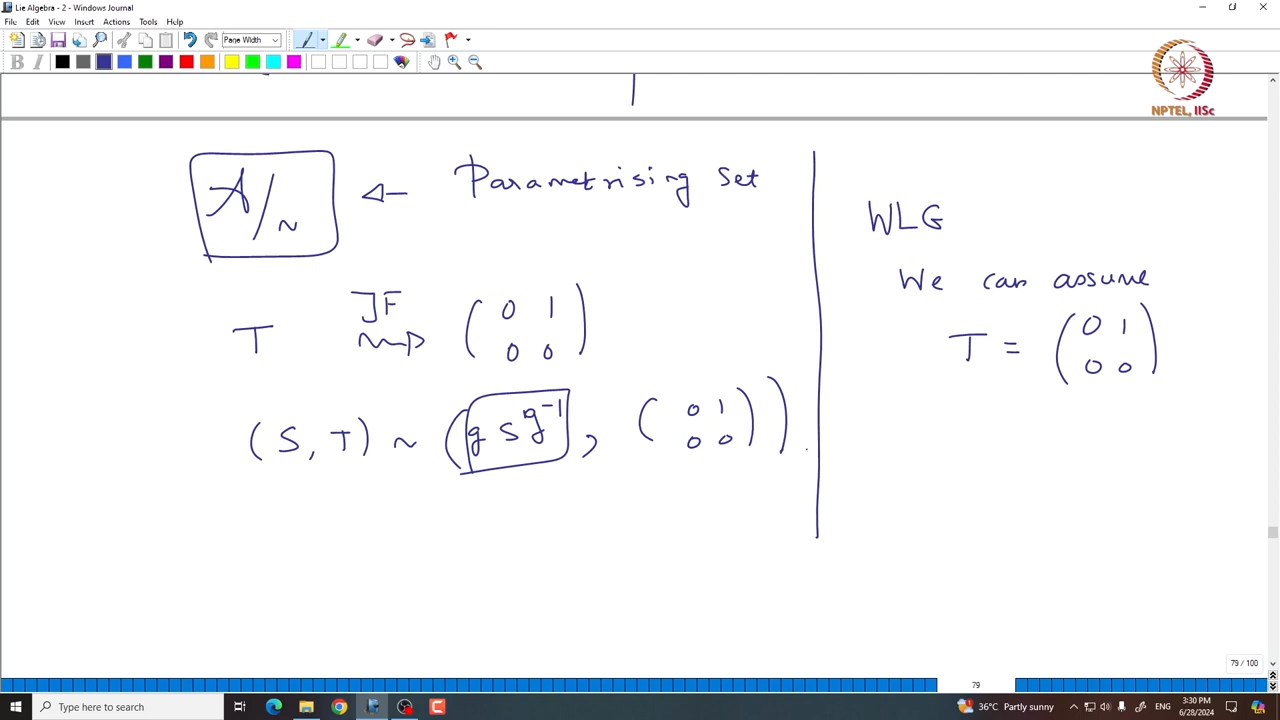 Lie Algebra - 2 - Windows Journal
File Edit View Insert Actions Tools Help
Page Width
B I
NPTEL, IISc
A/~ ← Parametrising Set
T JF ⇝ ( 0 1
0 0 )
(S, T) ~ ( g S g⁻¹, ( 0 1
0 0 ) ) .
WLG
We can assume
T = ( 0 1
0 0 )
79 / 100
79
Type here to search
36°C Partly sunny
ENG
3:30 PM
6/28/2024